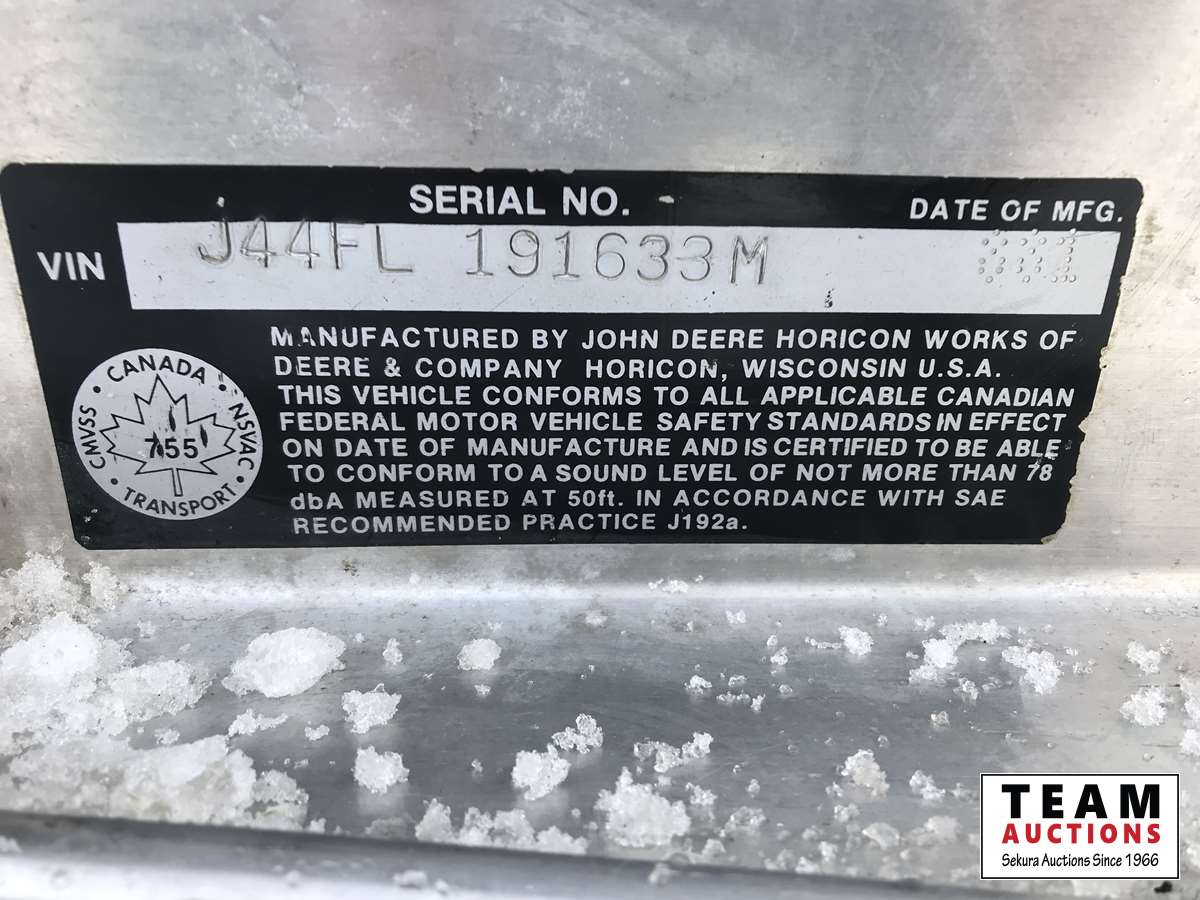 SERIAL NO.
DATE OF MFG.
VIN
J44FL 191633M
MANUFACTURED BY JOHN DEERE HORICON WORKS OF
DEERE & COMPANY HORICON, WISCONSIN U.S.A.
THIS VEHICLE CONFORMS TO ALL APPLICABLE CANADIAN
FEDERAL MOTOR VEHICLE SAFETY STANDARDS IN EFFECT
ON DATE OF MANUFACTURE AND IS CERTIFIED TO BE ABLE
TO CONFORM TO A SOUND LEVEL OF NOT MORE THAN 78
dbA MEASURED AT 50ft. IN ACCORDANCE WITH SAE
RECOMMENDED PRACTICE J192a.
CANADA
CMVSS
NSVAC
755
TRANSPORT
TEAM
AUCTIONS
Sekura Auctions Since 1966